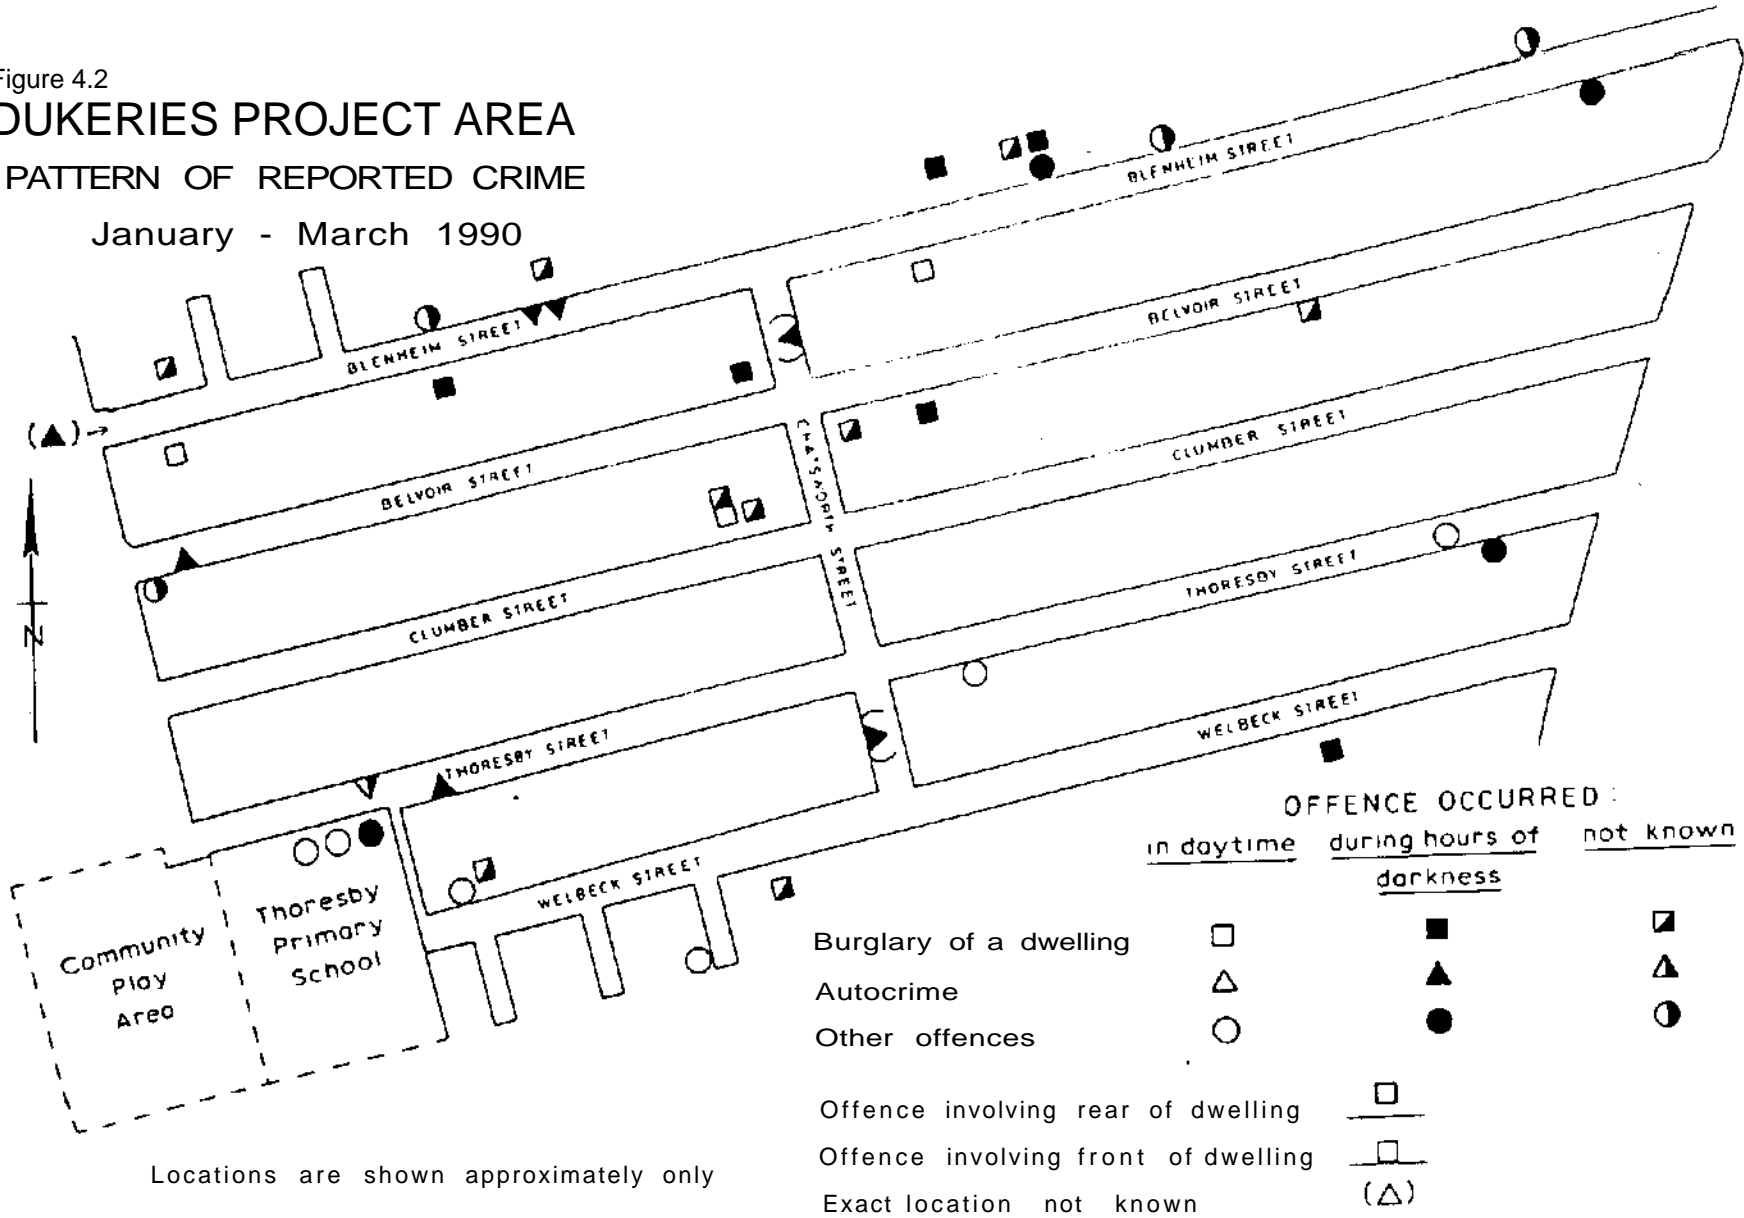 Figure 4.2
DUKERIES PROJECT AREA
PATTERN OF REPORTED CRIME
January - March 1990
BLENHEIM STREET
BLENHEIM STREET
BELVOIR STREET
BELVOIR STREET
CHATSWORTH STREET
CLUMBER STREET
CLUMBER STREET
THORESBY STREET
THORESBY STREET
WELBECK STREET
WELBECK STREET
N
Community
Play
Area
Thoresby
Primary
School
OFFENCE OCCURRED :
in daytime
during hours of
darkness
not known
Burglary of a dwelling
Autocrime
Other offences
Offence involving rear of dwelling
Offence involving front of dwelling
Exact location not known
Locations are shown approximately only